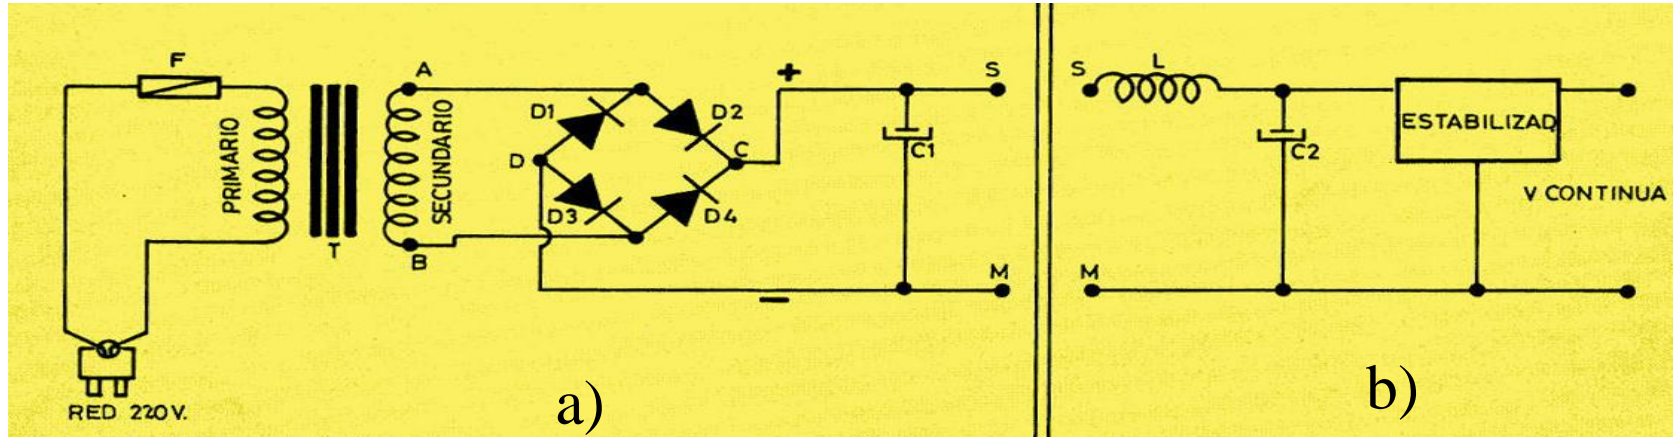 F
PRIMARIO
T
A
SECUNDARIO
B
D1
D2
D
C
D3
D4
+
-
C1
S
M
RED 220V.
a)
S
L
C2
ESTABILIZAD
V CONTINUA
M
b)